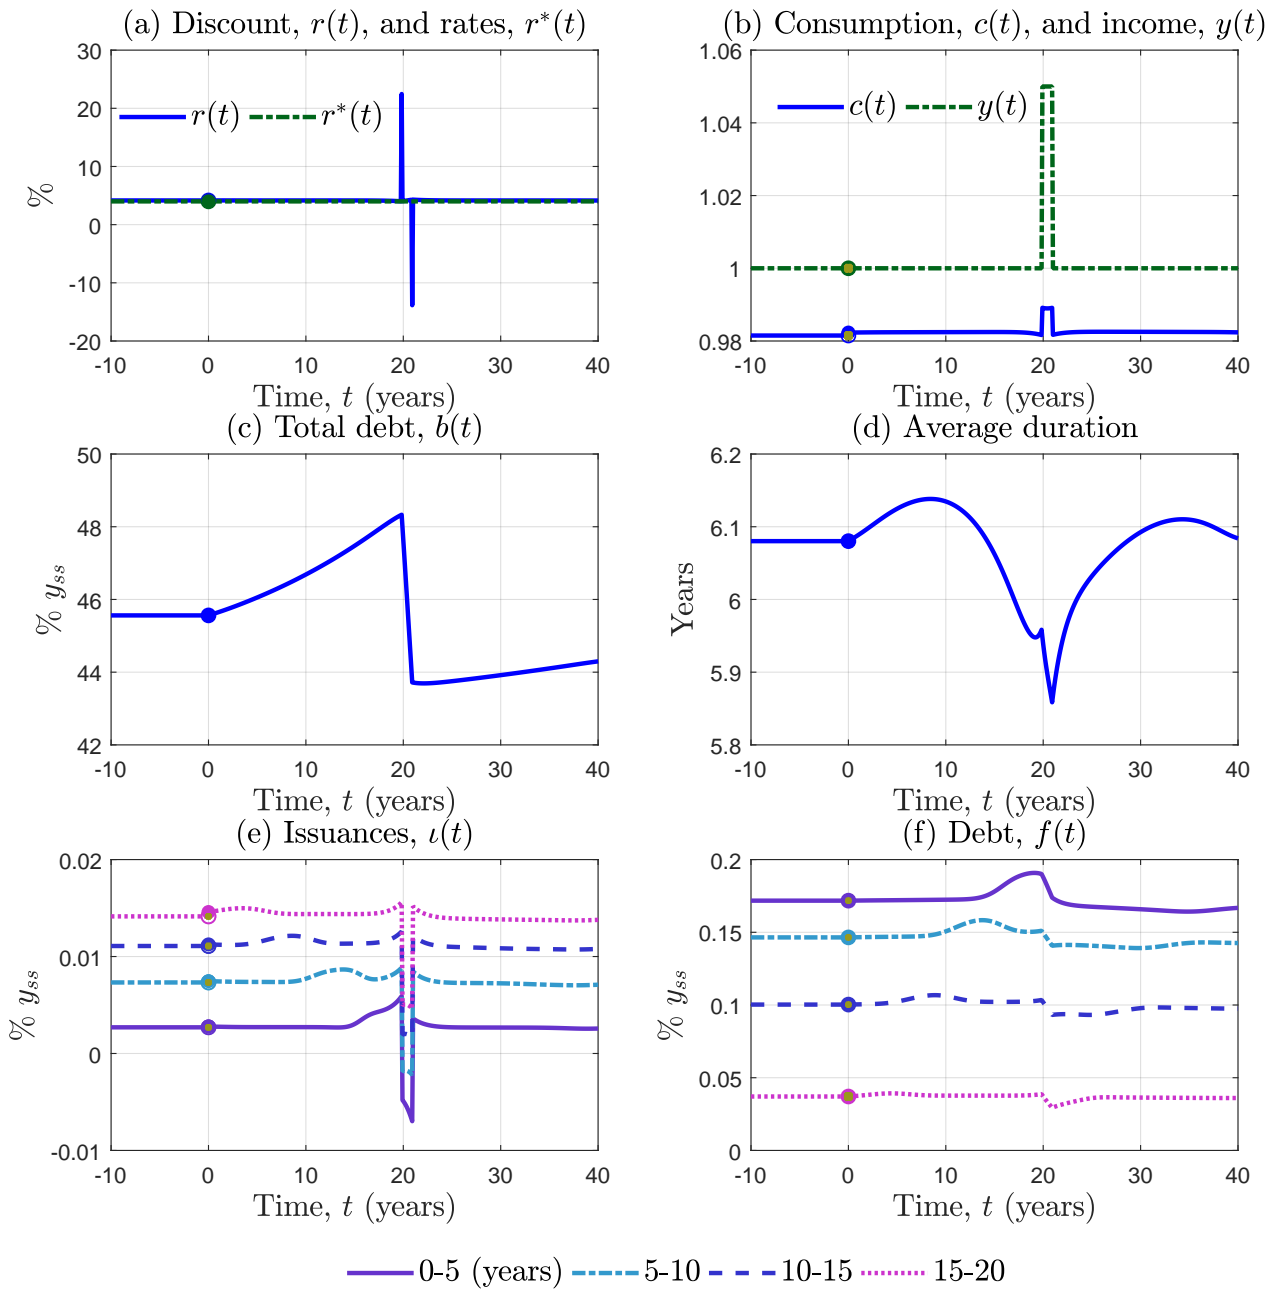 (a) Discount, r(t), and rates, r*(t)
30
20
10
0
-10
-20
%
r(t) r*(t)
-10 0 10 20 30 40
Time, t (years)
(b) Consumption, c(t), and income, y(t)
1.06
1.04
1.02
1
0.98
c(t) y(t)
-10 0 10 20 30 40
Time, t (years)
(c) Total debt, b(t)
50
48
46
44
42
% yss
-10 0 10 20 30 40
Time, t (years)
(d) Average duration
6.2
6.1
6
5.9
5.8
Years
-10 0 10 20 30 40
Time, t (years)
(e) Issuances, ι(t)
0.02
0.01
0
-0.01
% yss
-10 0 10 20 30 40
Time, t (years)
(f) Debt, f(t)
0.2
0.15
0.1
0.05
0
% yss
-10 0 10 20 30 40
Time, t (years)
0-5 (years) 5-10 10-15 15-20